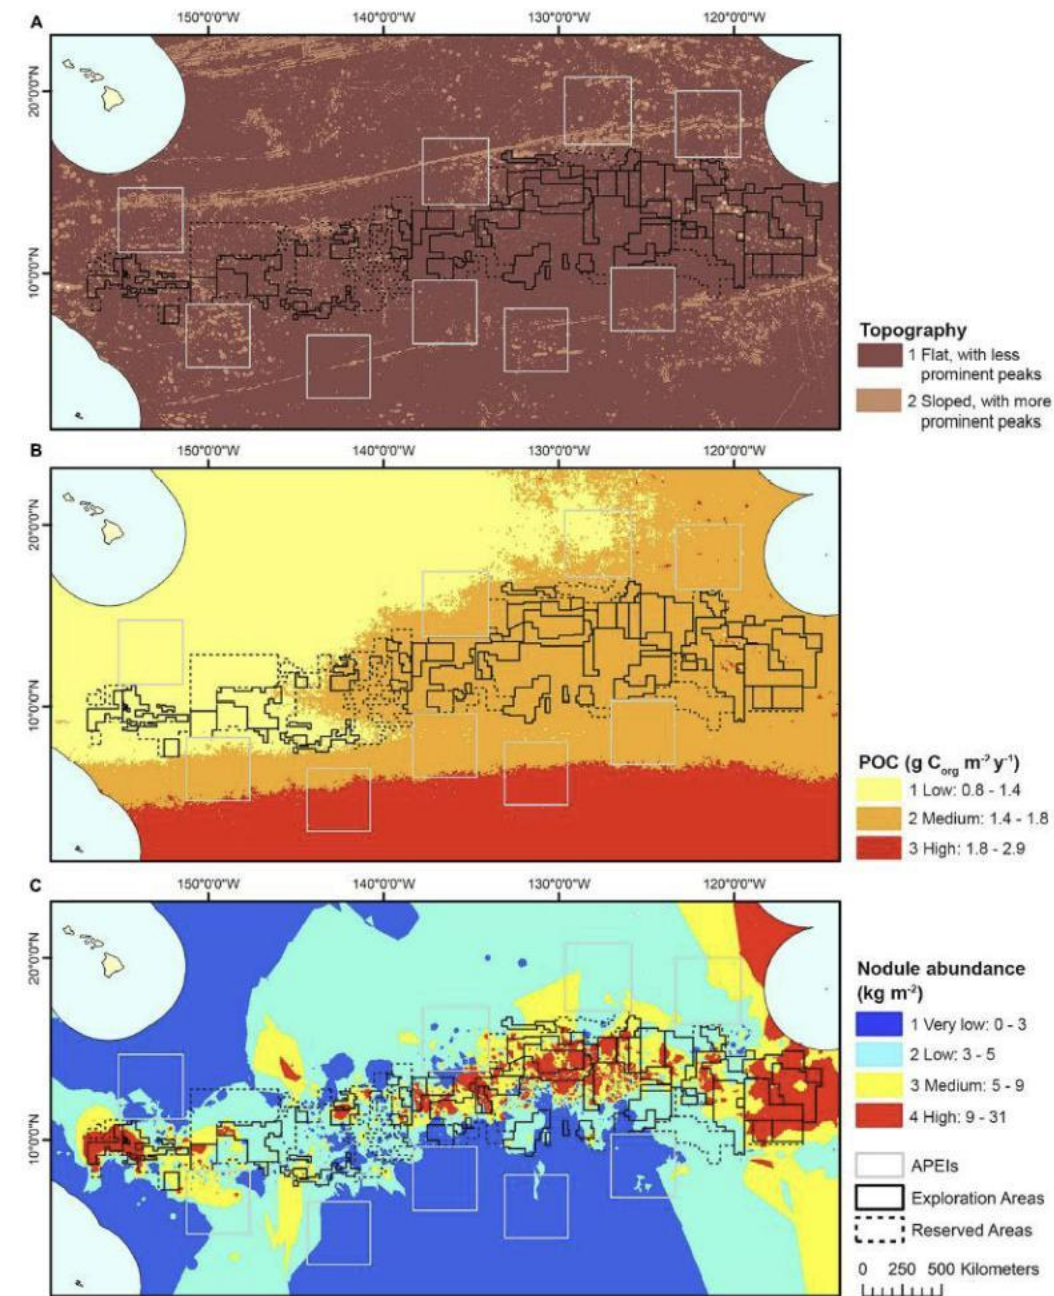 A
150°0'0"W 140°0'0"W 130°0'0"W 120°0'0"W
20°0'0"N
10°0'0"N
Topography
1 Flat, with less
prominent peaks
2 Sloped, with more
prominent peaks
B
150°0'0"W 140°0'0"W 130°0'0"W 120°0'0"W
20°0'0"N
10°0'0"N
POC (g Corg m-2 y-1)
1 Low: 0.8 - 1.4
2 Medium: 1.4 - 1.8
3 High: 1.8 - 2.9
C
150°0'0"W 140°0'0"W 130°0'0"W 120°0'0"W
20°0'0"N
10°0'0"N
Nodule abundance
(kg m-2)
1 Very low: 0 - 3
2 Low: 3 - 5
3 Medium: 5 - 9
4 High: 9 - 31
APEIs
Exploration Areas
Reserved Areas
0 250 500 Kilometers